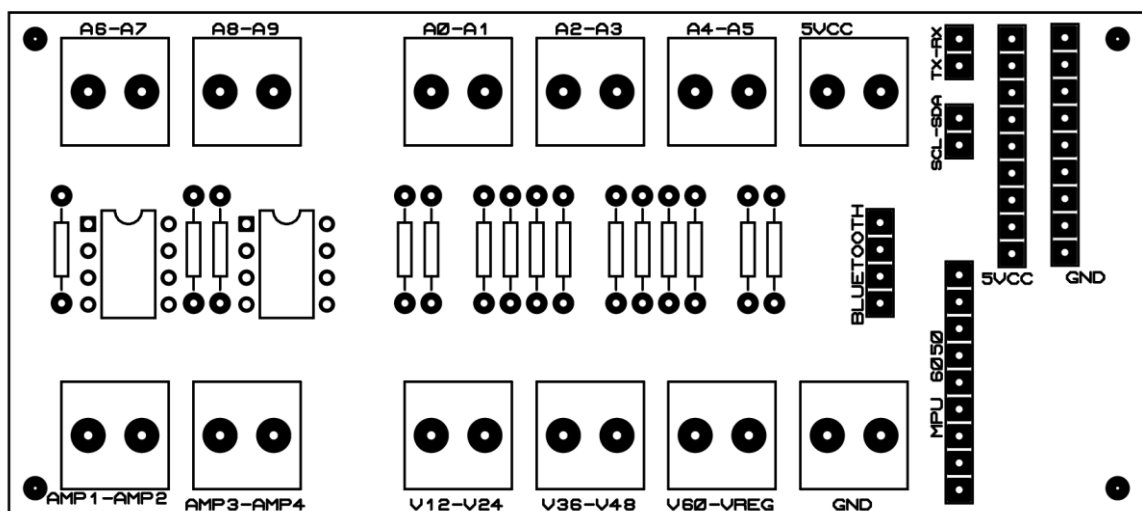 A6-A7
A8-A9
A0-A1
A2-A3
A4-A5
5VCC
TX-RX
SCL-SDA
BLUETOOTH
5VCC
GND
MPU 6050
AMP1-AMP2
AMP3-AMP4
V12-V24
V36-V48
V60-VREG
GND